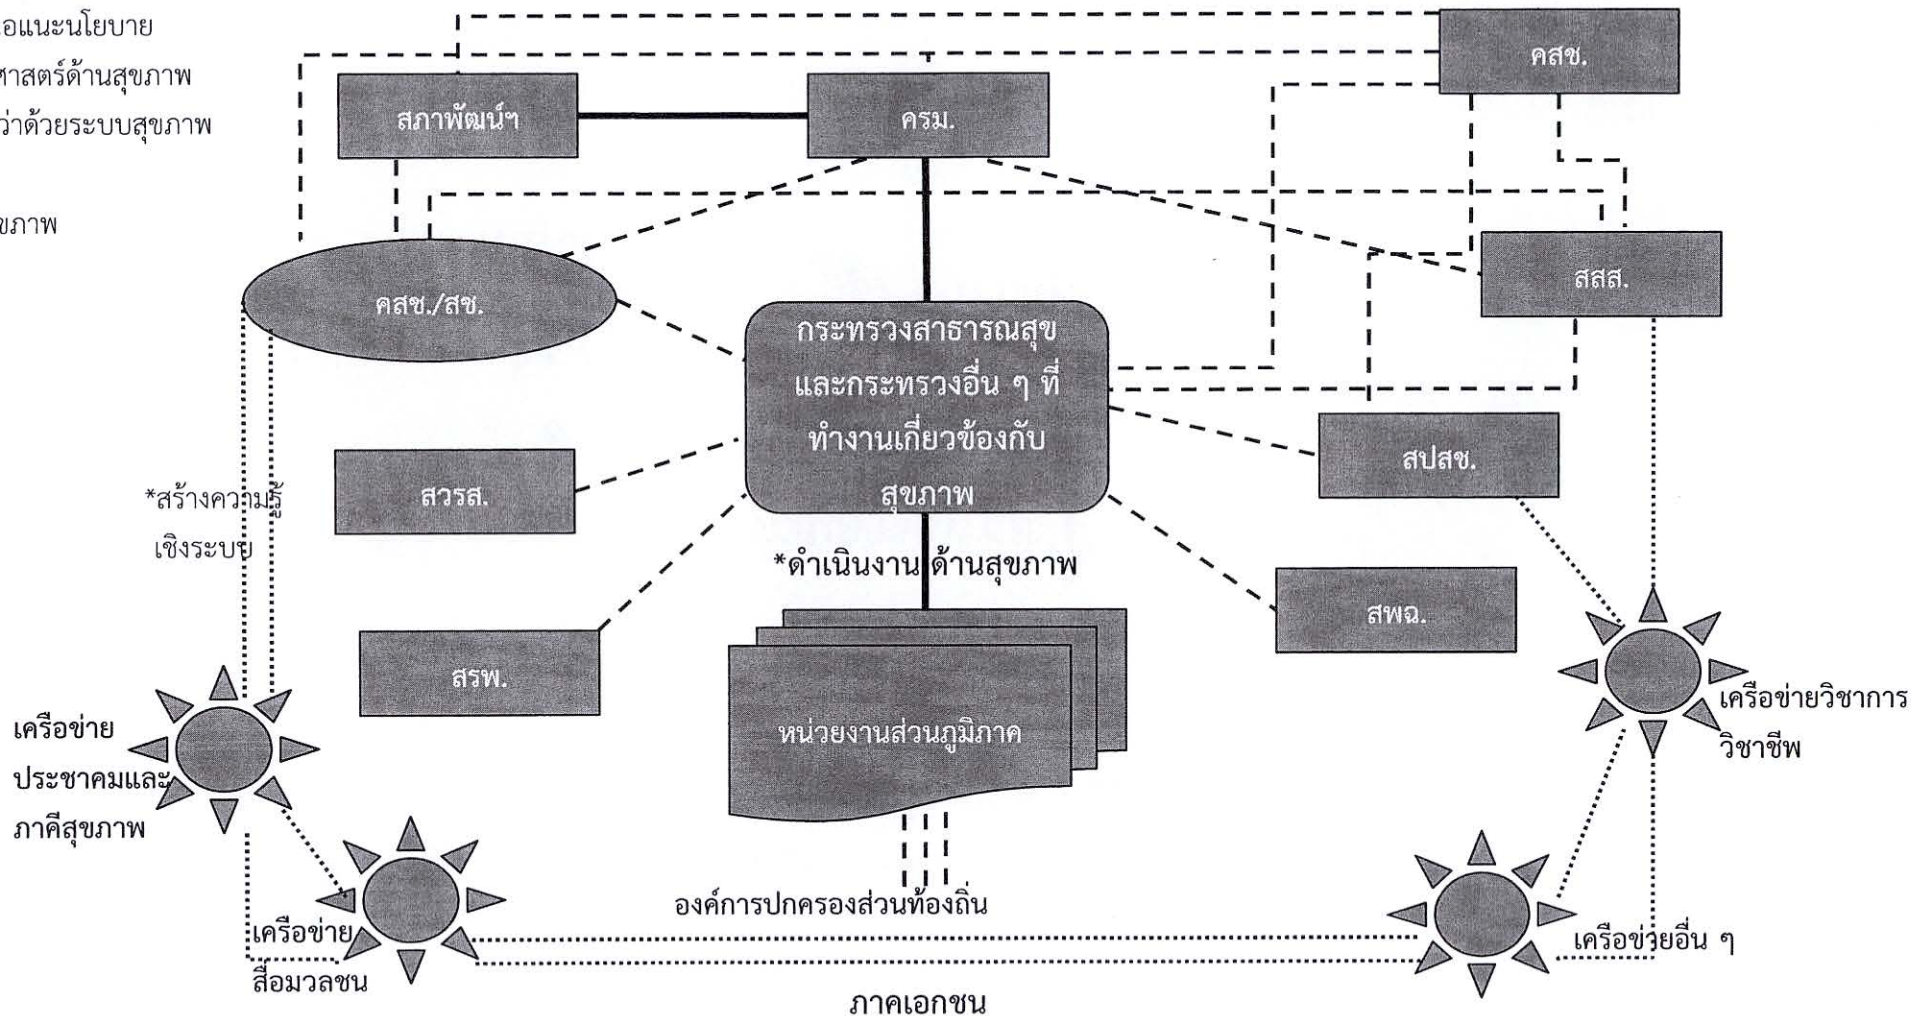 อแนะนโยบาย
ศาสตร์ด้านสุขภาพ
ว่าด้วยระบบสุขภาพ
ขภาพ
คสช.
สภาพัฒน์ฯ
ครม.
คสช./สช.
สสส.
กระทรวงสาธารณสุข
และกระทรวงอื่น ๆ ที่
ทำงานเกี่ยวข้องกับ
สุขภาพ
สวรส.
สปสช.
*สร้างความรู้
เชิงระบบ
*ดำเนินงานด้านสุขภาพ
สพฉ.
สรพ.
หน่วยงานส่วนภูมิภาค
เครือข่าย
ประชาคมและ
ภาคีสุขภาพ
เครือข่ายวิชาการ
วิชาชีพ
องค์การปกครองส่วนท้องถิ่น
เครือข่าย
สื่อมวลชน
เครือข่ายอื่น ๆ
ภาคเอกชน